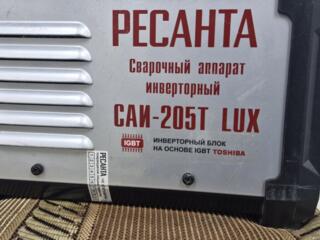 РЕСАНТА
Сварочный аппарат
инверторный
САИ-205Т LUX
IGBT
ИНВЕРТОРНЫЙ БЛОК
НА ОСНОВЕ IGBT TOSHIBA
РЕСАНТА